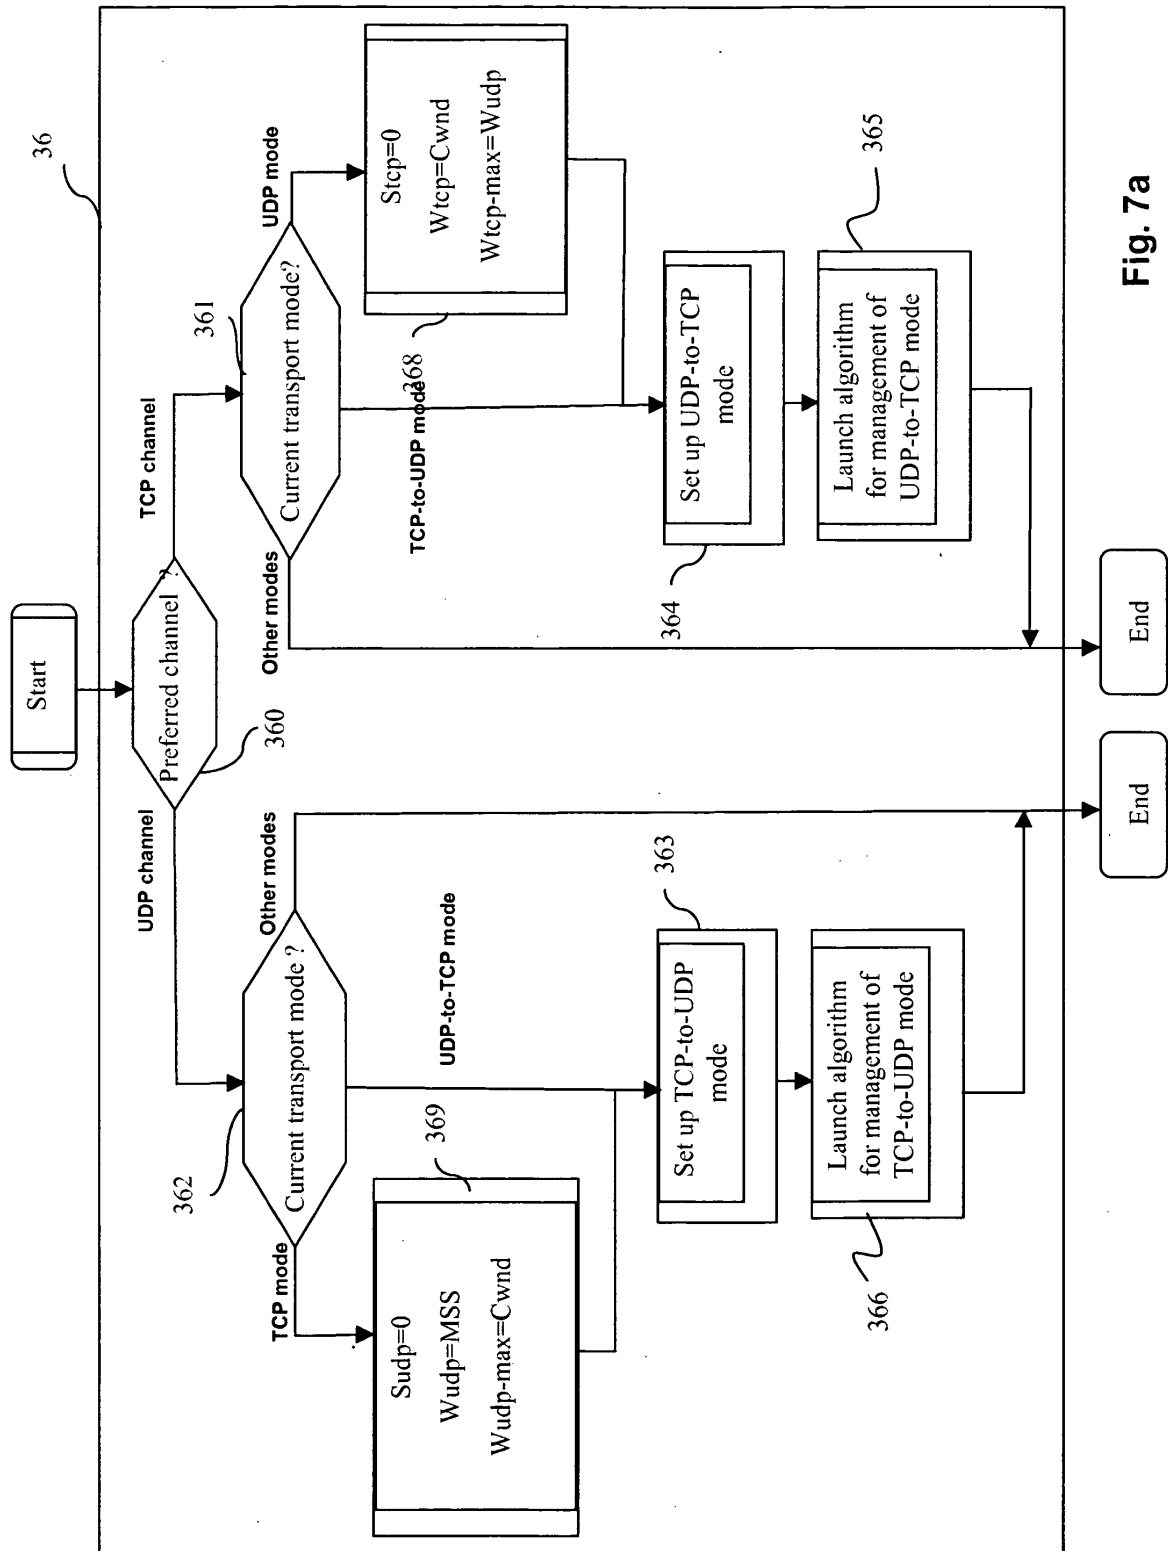 36
Start
Preferred channel ?
360
UDP channel
TCP channel
362
Current transport mode ?
TCP mode
Other modes
UDP-to-TCP mode
369
Sudp=0
Wudp=MSS
Wudp-max=Cwnd
363
Set up TCP-to-UDP
mode
366
Launch algorithm
for management of
TCP-to-UDP mode
End
361
Current transport mode?
Other modes
UDP mode
TCP-to-UDP mode
368
Stcp=0
Wtcp=Cwnd
Wtcp-max=Wudp
364
Set up UDP-to-TCP
mode
365
Launch algorithm
for management of
UDP-to-TCP mode
End
Fig. 7a